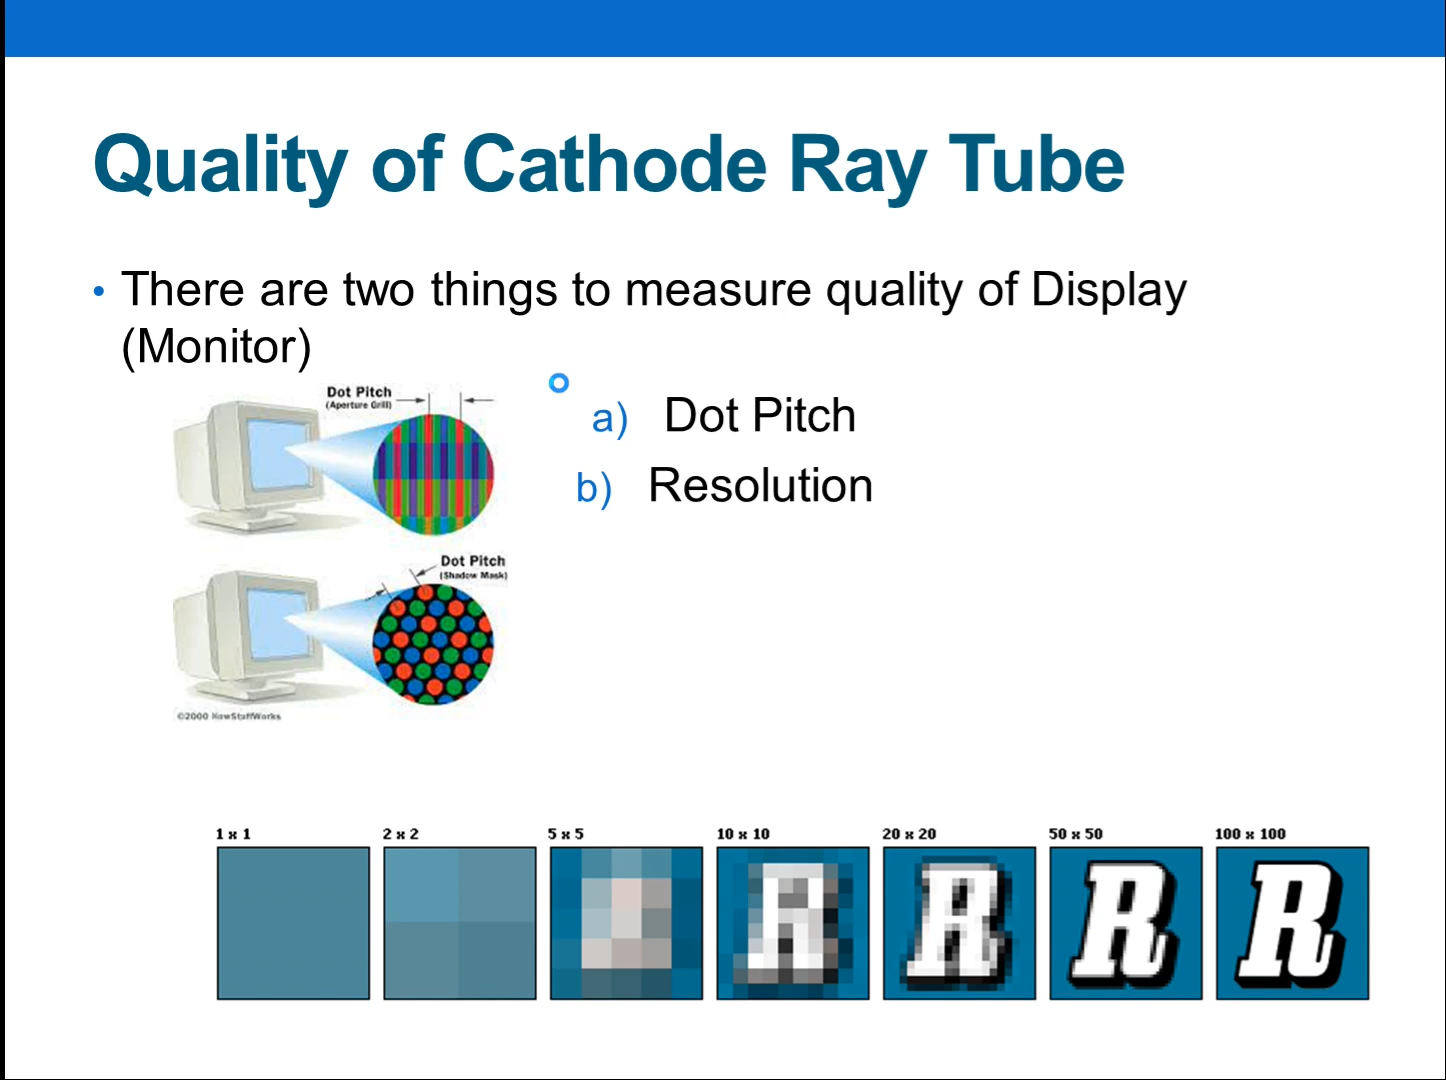 Quality of Cathode Ray Tube
• There are two things to measure quality of Display
(Monitor)
a) Dot Pitch
b) Resolution
Dot Pitch
(Aperture Grill)
Dot Pitch
(Shadow Mask)
©2000 HowStuffWorks
1 x 1
2 x 2
5 x 5
10 x 10
20 x 20
50 x 50
100 x 100
R
R
R
R